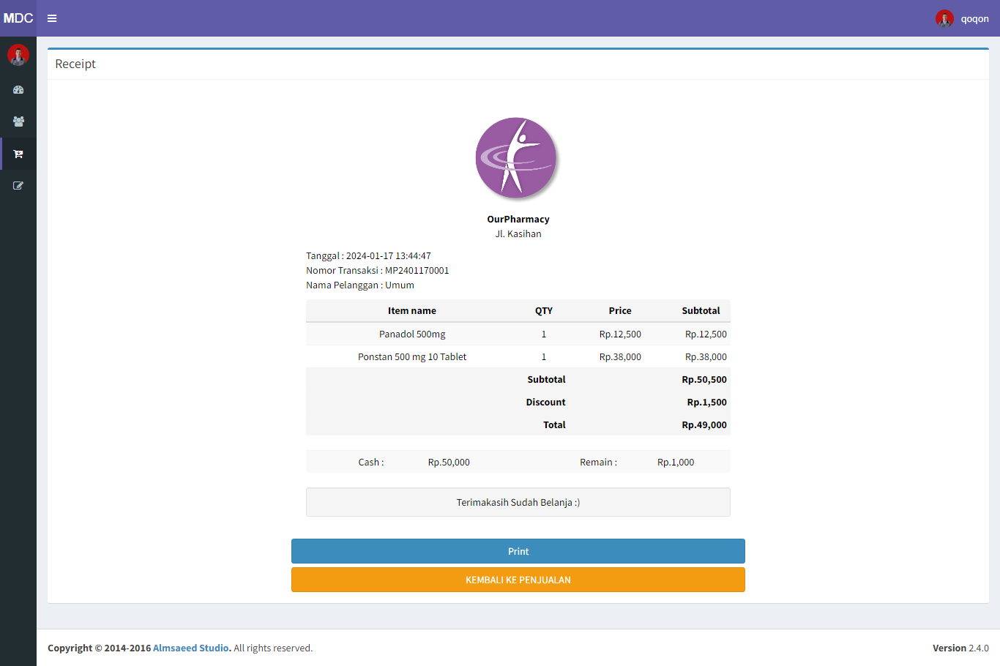 MDC
qoqon
Receipt
OurPharmacy
Jl. Kasihan
Tanggal : 2024-01-17 13:44:47
Nomor Transaksi : MP2401170001
Nama Pelanggan : Umum
Item name QTY Price Subtotal
Panadol 500mg 1 Rp.12,500 Rp.12,500
Ponstan 500 mg 10 Tablet 1 Rp.38,000 Rp.38,000
Subtotal Rp.50,500
Discount Rp.1,500
Total Rp.49,000
Cash : Rp.50,000 Remain : Rp.1,000
Terimakasih Sudah Belanja :)
Print
KEMBALI KE PENJUALAN
Copyright © 2014-2016 Almsaeed Studio. All rights reserved.
Version 2.4.0